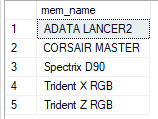 mem_name
1 ADATA LANCER2
2 CORSAIR MASTER
3 Spectrix D90
4 Trident X RGB
5 Trident Z RGB